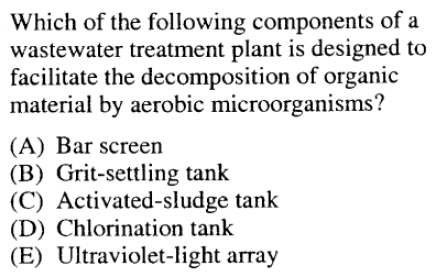 Which of the following components of a
wastewater treatment plant is designed to
facilitate the decomposition of organic
material by aerobic microorganisms?
(A) Bar screen
(B) Grit-settling tank
(C) Activated-sludge tank
(D) Chlorination tank
(E) Ultraviolet-light array